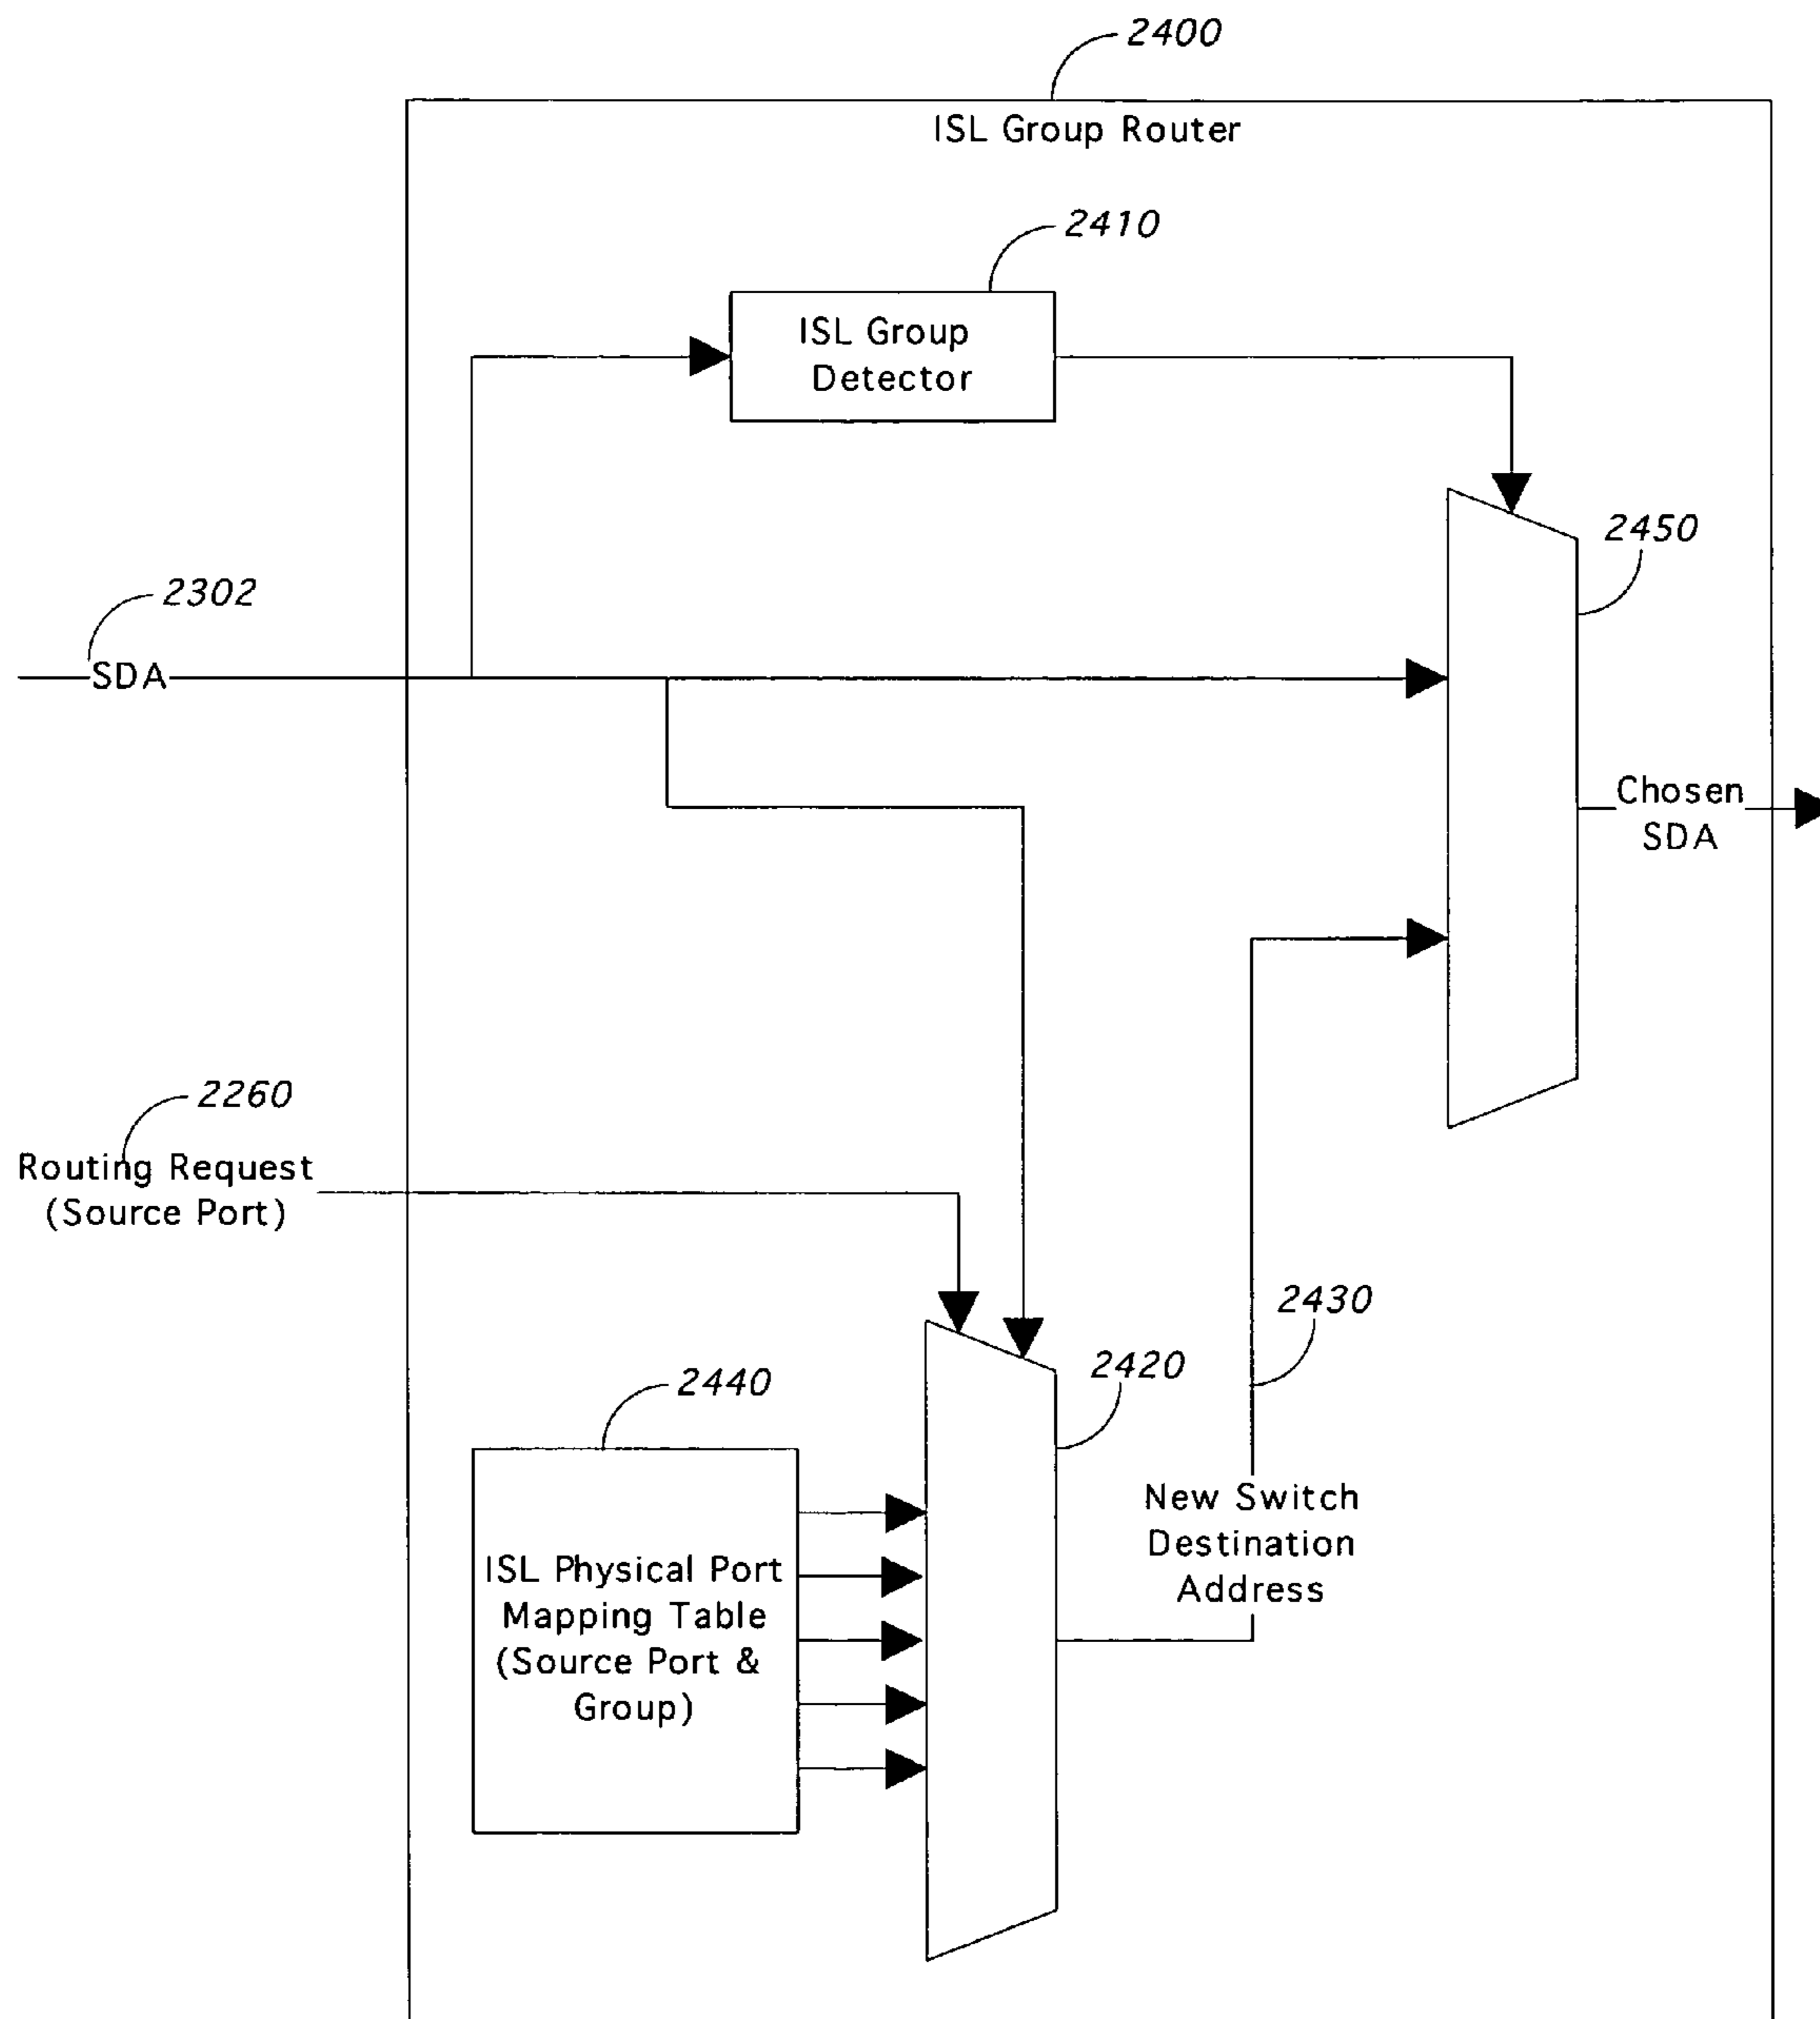 2400
ISL Group Router
2410
ISL Group
Detector
2450
2302
SDA
Chosen
SDA
2260
Routing Request
(Source Port)
2430
2420
2440
New Switch
Destination
Address
ISL Physical Port
Mapping Table
(Source Port &
Group)